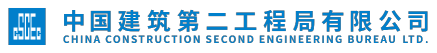 中国建筑第二工程局有限公司
CHINA CONSTRUCTION SECOND ENGINEERING BUREAU LTD.